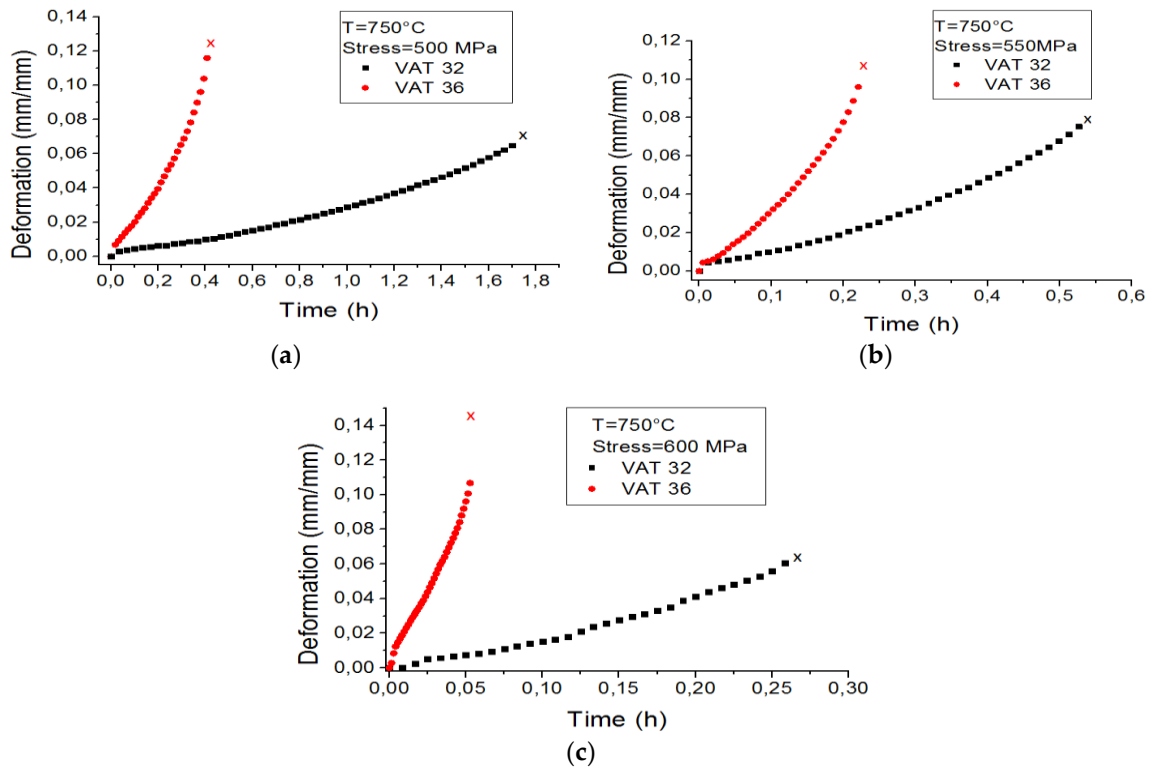 T=750°C
Stress=500 MPa
VAT 32
VAT 36
Deformation (mm/mm)
0,14
0,12
0,10
0,08
0,06
0,04
0,02
0,00
0,0 0,2 0,4 0,6 0,8 1,0 1,2 1,4 1,6 1,8
Time (h)
(a)
T=750°C
Stress=550MPa
VAT 32
VAT 36
Deformation (mm/mm)
0,12
0,10
0,08
0,06
0,04
0,02
0,00
0,0 0,1 0,2 0,3 0,4 0,5 0,6
Time (h)
(b)
T=750°C
Stress=600 MPa
VAT 32
VAT 36
Deformation (mm/mm)
0,14
0,12
0,10
0,08
0,06
0,04
0,02
0,00
0,00 0,05 0,10 0,15 0,20 0,25 0,30
Time (h)
(c)